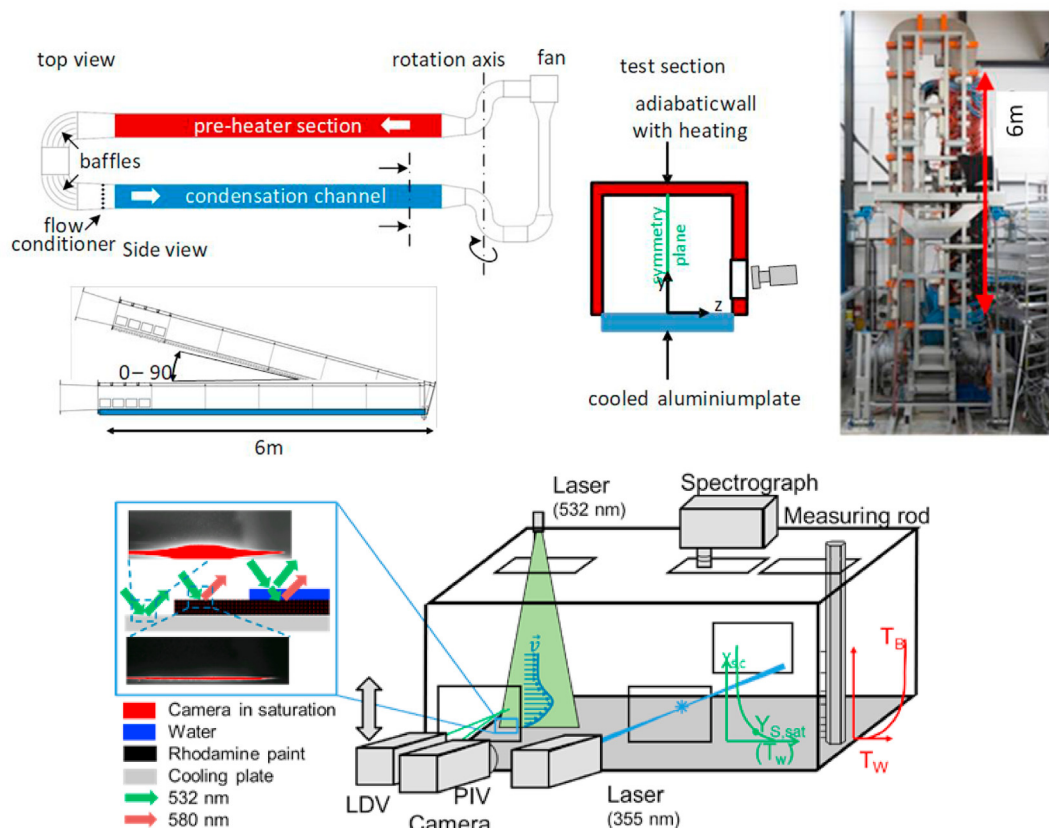 top view
rotation axis
fan
pre-heater section
baffles
condensation channel
flow
conditioner
Side view
0– 90
6m
test section
adiabaticwall
with heating
symmetry
plane
y
z
cooled aluminiumplate
6m
Laser
(532 nm)
Spectrograph
Measuring rod
v
T_B
Y_S,sat
(T_w)
T_W
Camera in saturation
Water
Rhodamine paint
Cooling plate
532 nm
580 nm
LDV
PIV
Camera
Laser
(355 nm)